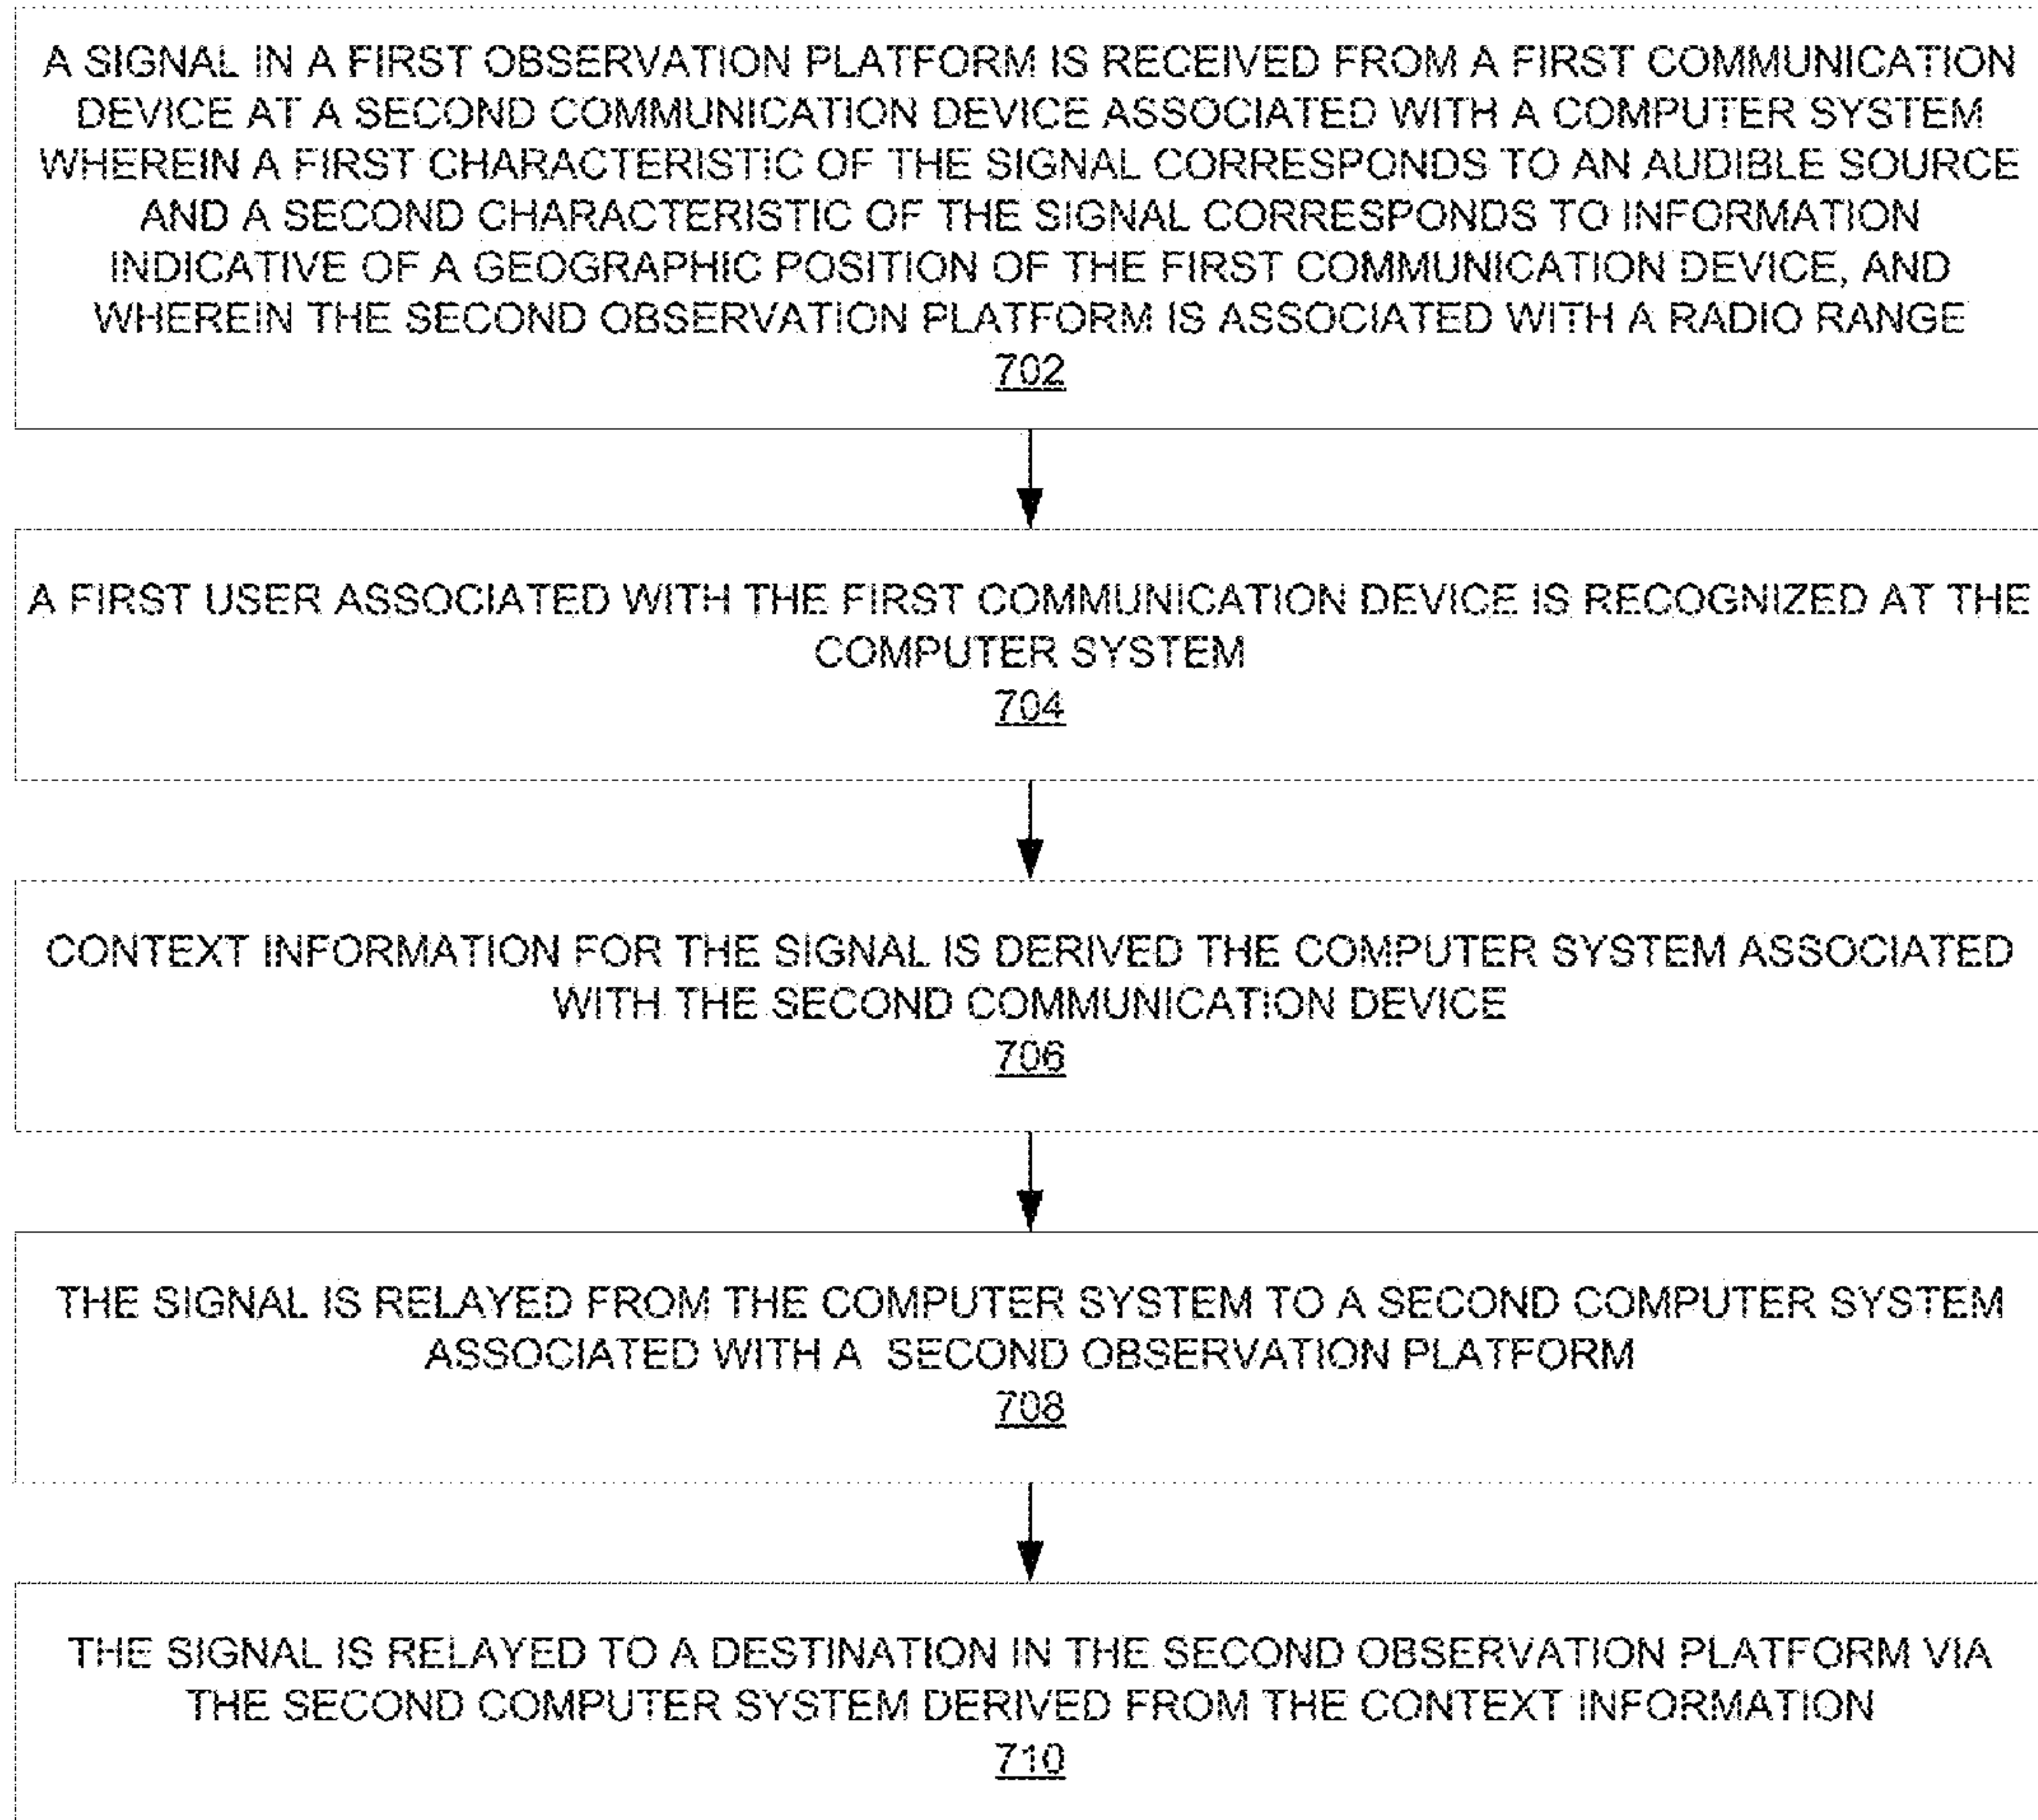 A SIGNAL IN A FIRST OBSERVATION PLATFORM IS RECEIVED FROM A FIRST COMMUNICATION
DEVICE AT A SECOND COMMUNICATION DEVICE ASSOCIATED WITH A COMPUTER SYSTEM
WHEREIN A FIRST CHARACTERISTIC OF THE SIGNAL CORRESPONDS TO AN AUDIBLE SOURCE
AND A SECOND CHARACTERISTIC OF THE SIGNAL CORRESPONDS TO INFORMATION
INDICATIVE OF A GEOGRAPHIC POSITION OF THE FIRST COMMUNICATION DEVICE, AND
WHEREIN THE SECOND OBSERVATION PLATFORM IS ASSOCIATED WITH A RADIO RANGE
702
A FIRST USER ASSOCIATED WITH THE FIRST COMMUNICATION DEVICE IS RECOGNIZED AT THE
COMPUTER SYSTEM
704
CONTEXT INFORMATION FOR THE SIGNAL IS DERIVED THE COMPUTER SYSTEM ASSOCIATED
WITH THE SECOND COMMUNICATION DEVICE
706
THE SIGNAL IS RELAYED FROM THE COMPUTER SYSTEM TO A SECOND COMPUTER SYSTEM
ASSOCIATED WITH A SECOND OBSERVATION PLATFORM
708
THE SIGNAL IS RELAYED TO A DESTINATION IN THE SECOND OBSERVATION PLATFORM VIA
THE SECOND COMPUTER SYSTEM DERIVED FROM THE CONTEXT INFORMATION
710